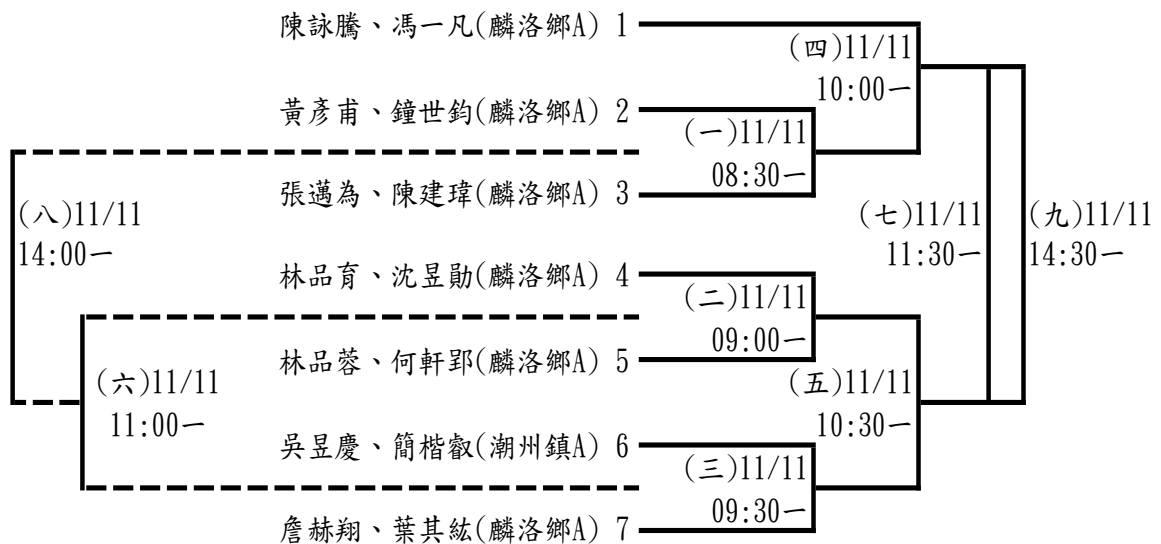 陳詠騰、馮一凡(麟洛鄉A) 1
(四)11/11
10:00一
黃彥甫、鐘世鈞(麟洛鄉A) 2
(一)11/11
08:30一
張邁為、陳建瑋(麟洛鄉A) 3
(八)11/11
14:00一
(七)11/11
11:30一
(九)11/11
14:30一
林品育、沈昱勛(麟洛鄉A) 4
(二)11/11
09:00一
林品蓉、何軒郢(麟洛鄉A) 5
(六)11/11
11:00一
(五)11/11
10:30一
吳昱慶、簡楷叡(潮州鎮A) 6
(三)11/11
09:30一
詹赫翔、葉其紘(麟洛鄉A) 7